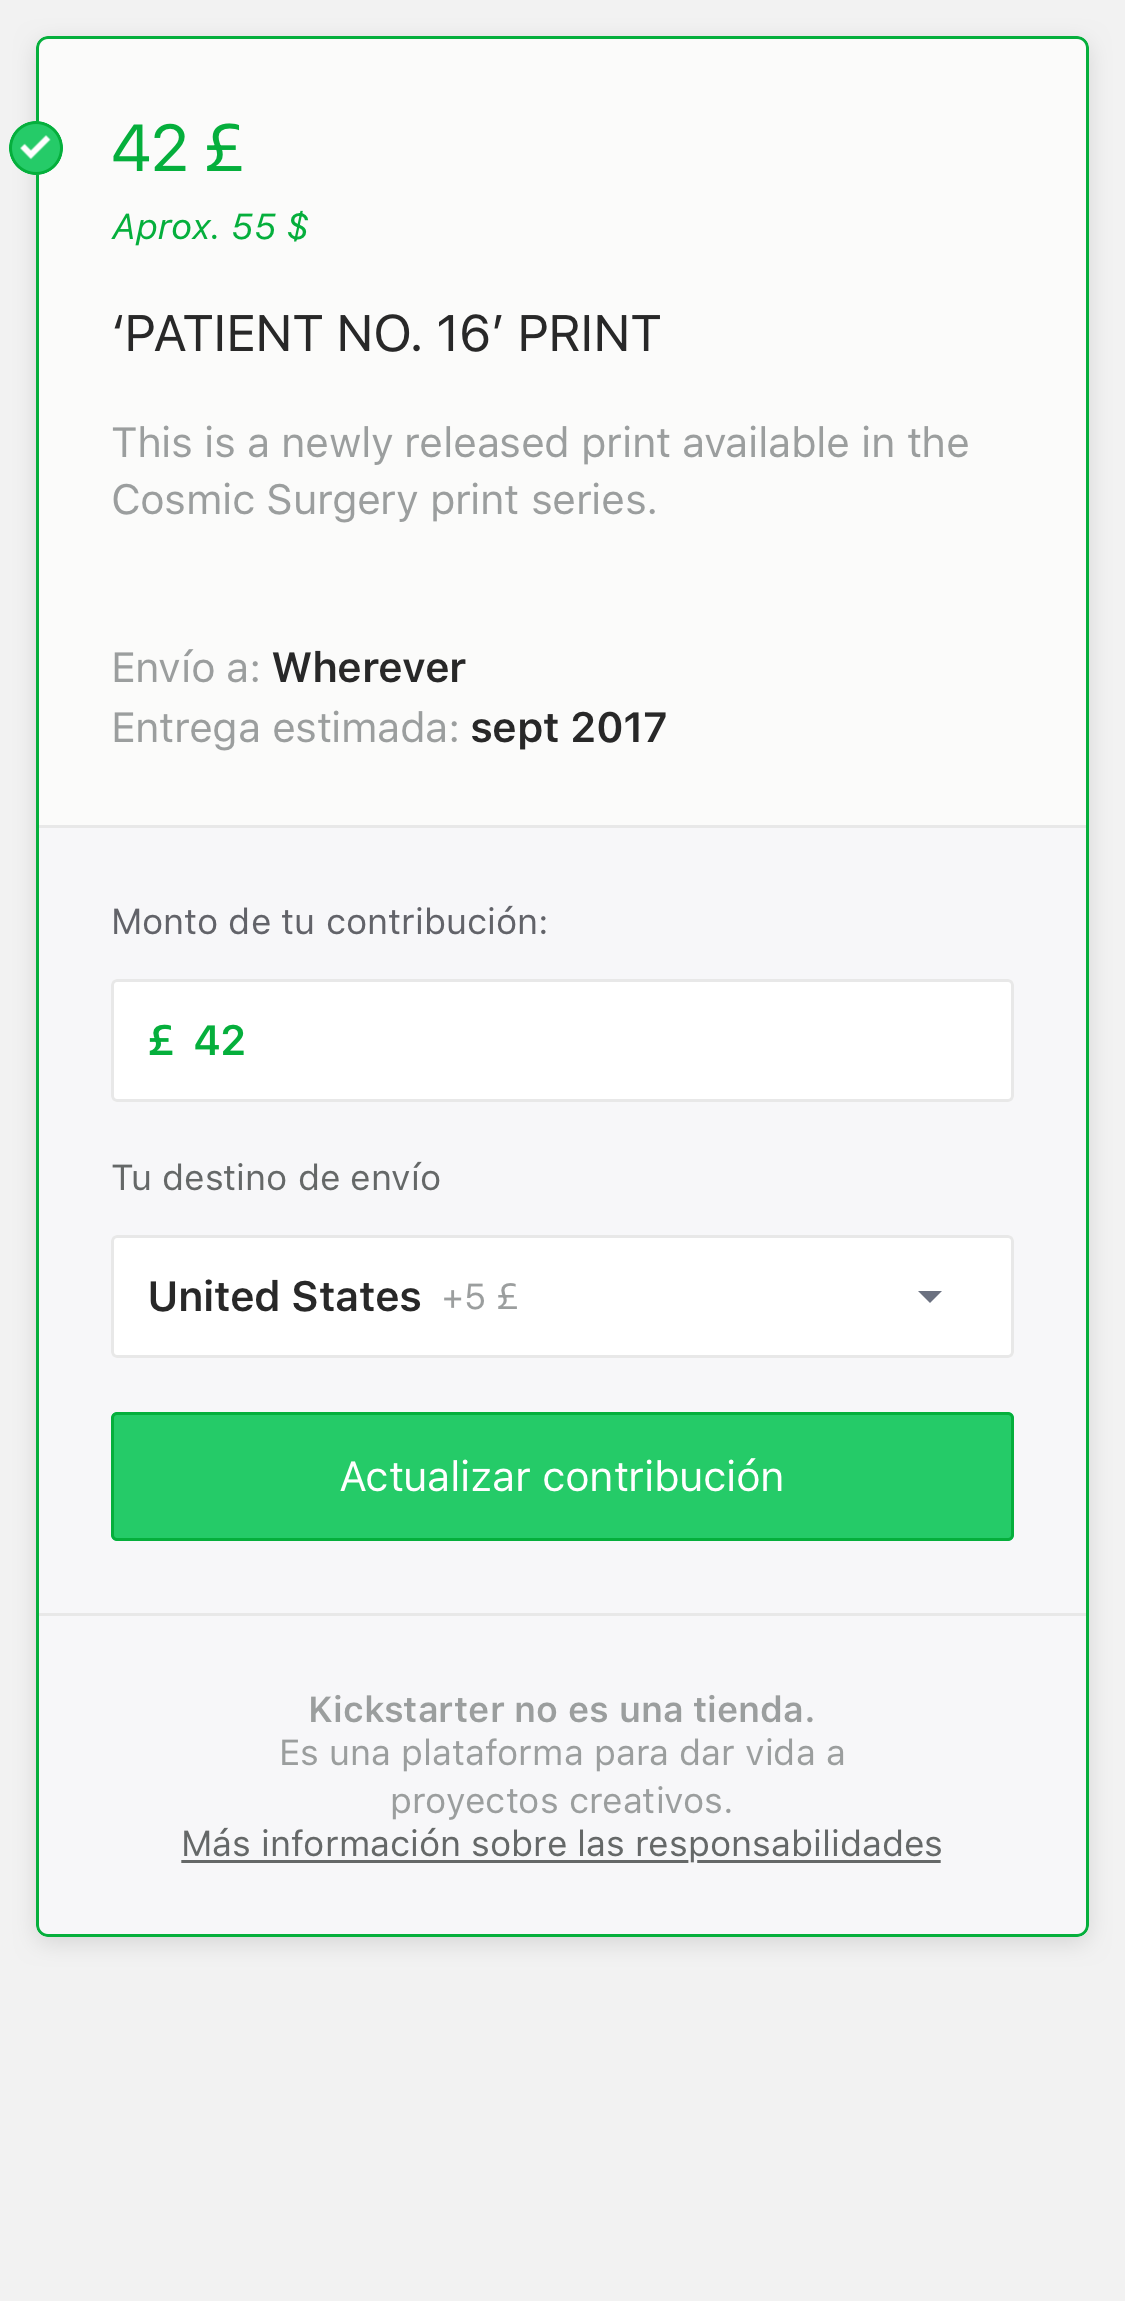 42 £
Aprox. 55 $
‘PATIENT NO. 16’ PRINT
This is a newly released print available in the
Cosmic Surgery print series.
Envío a: Wherever
Entrega estimada: sept 2017
Monto de tu contribución:
£ 42
Tu destino de envío
United States +5 £
Actualizar contribución
Kickstarter no es una tienda.
Es una plataforma para dar vida a
proyectos creativos.
Más información sobre las responsabilidades